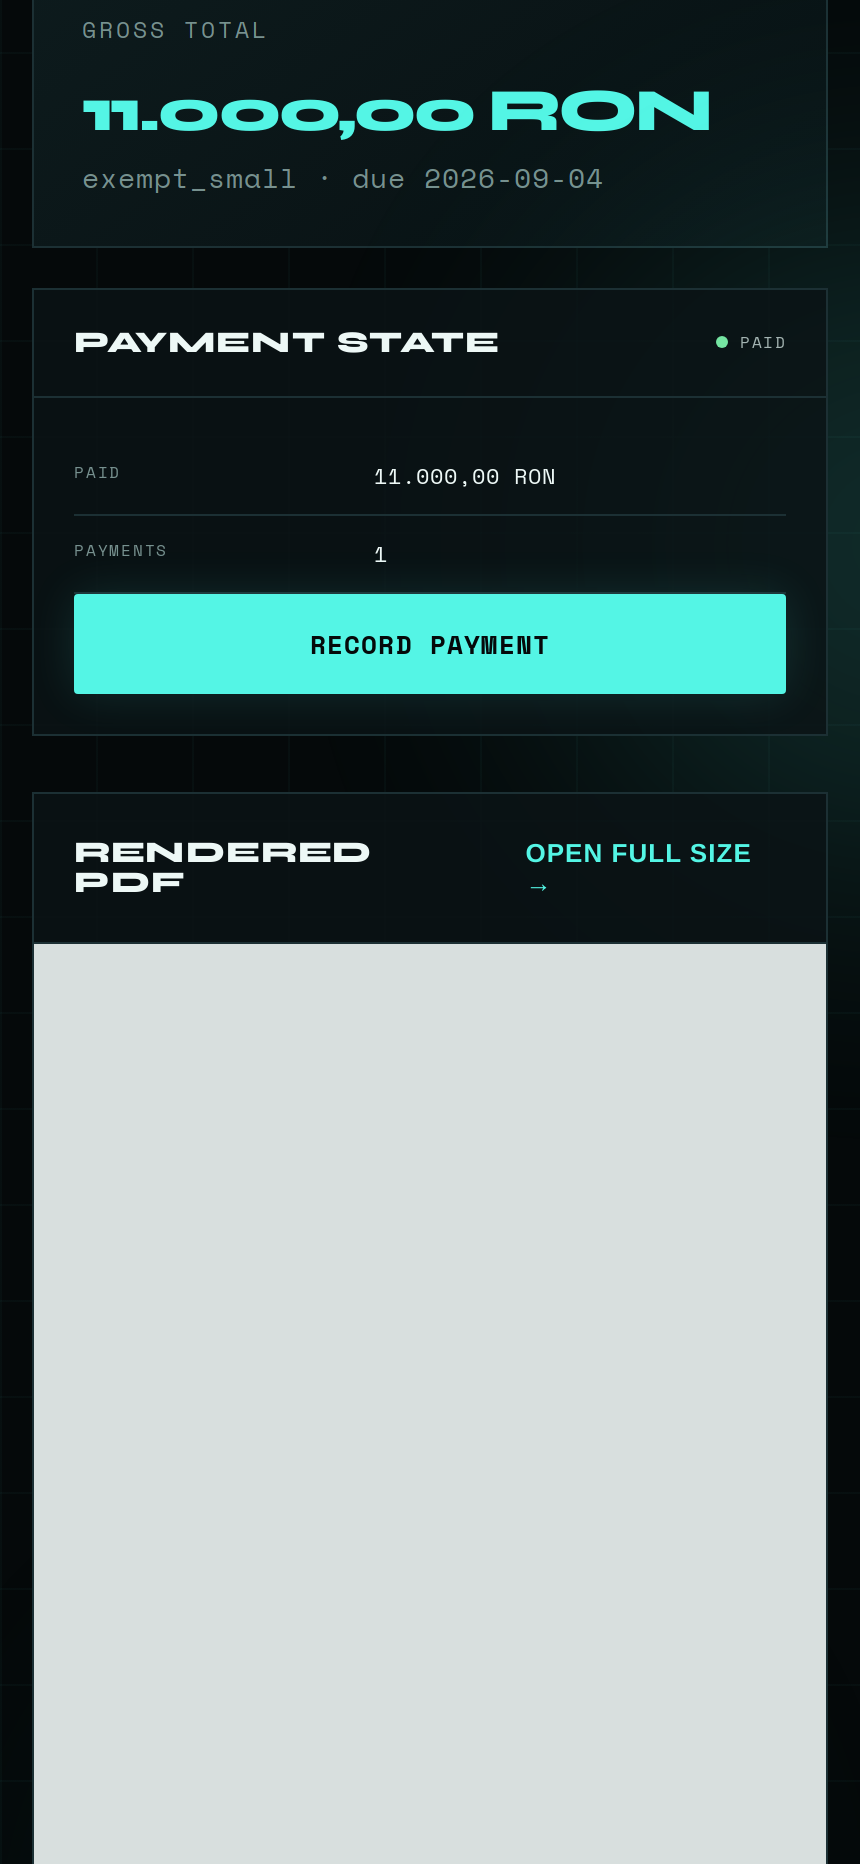 GROSS TOTAL
11.000,00 RON
exempt_small · due 2026-09-04
PAYMENT STATE
PAID
PAID
11.000,00 RON
PAYMENTS
1
RECORD PAYMENT
RENDERED
PDF
OPEN FULL SIZE
→